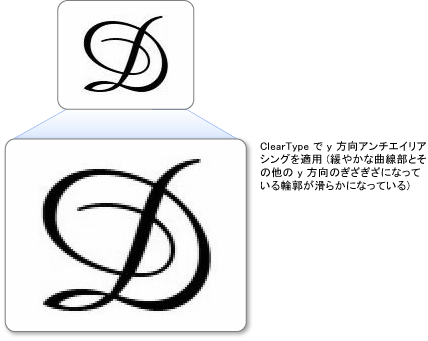 D
ClearType で y 方向アンチエイリア
シングを適用 (緩やかな曲線部とそ
の他の y 方向のぎざぎざになって
いる輪郭が滑らかになっている)
D